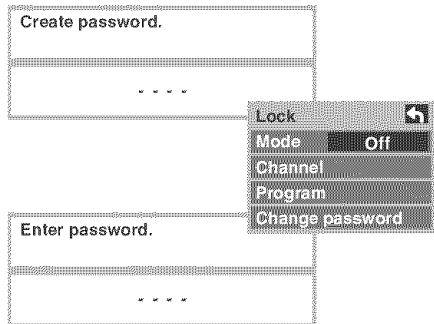 Create password.
- - - -
Lock
Mode Off
Channel
Program
Change password
Enter password.
- - - -